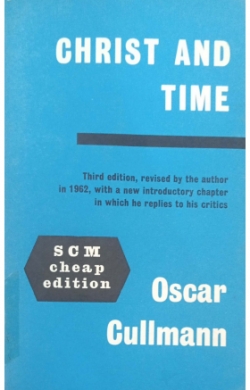 CHRIST AND
TIME
Third edition, revised by the author
in 1962, with a new introductory chapter
in which he replies to his critics
SCM
cheap
edition
Oscar
Cullmann